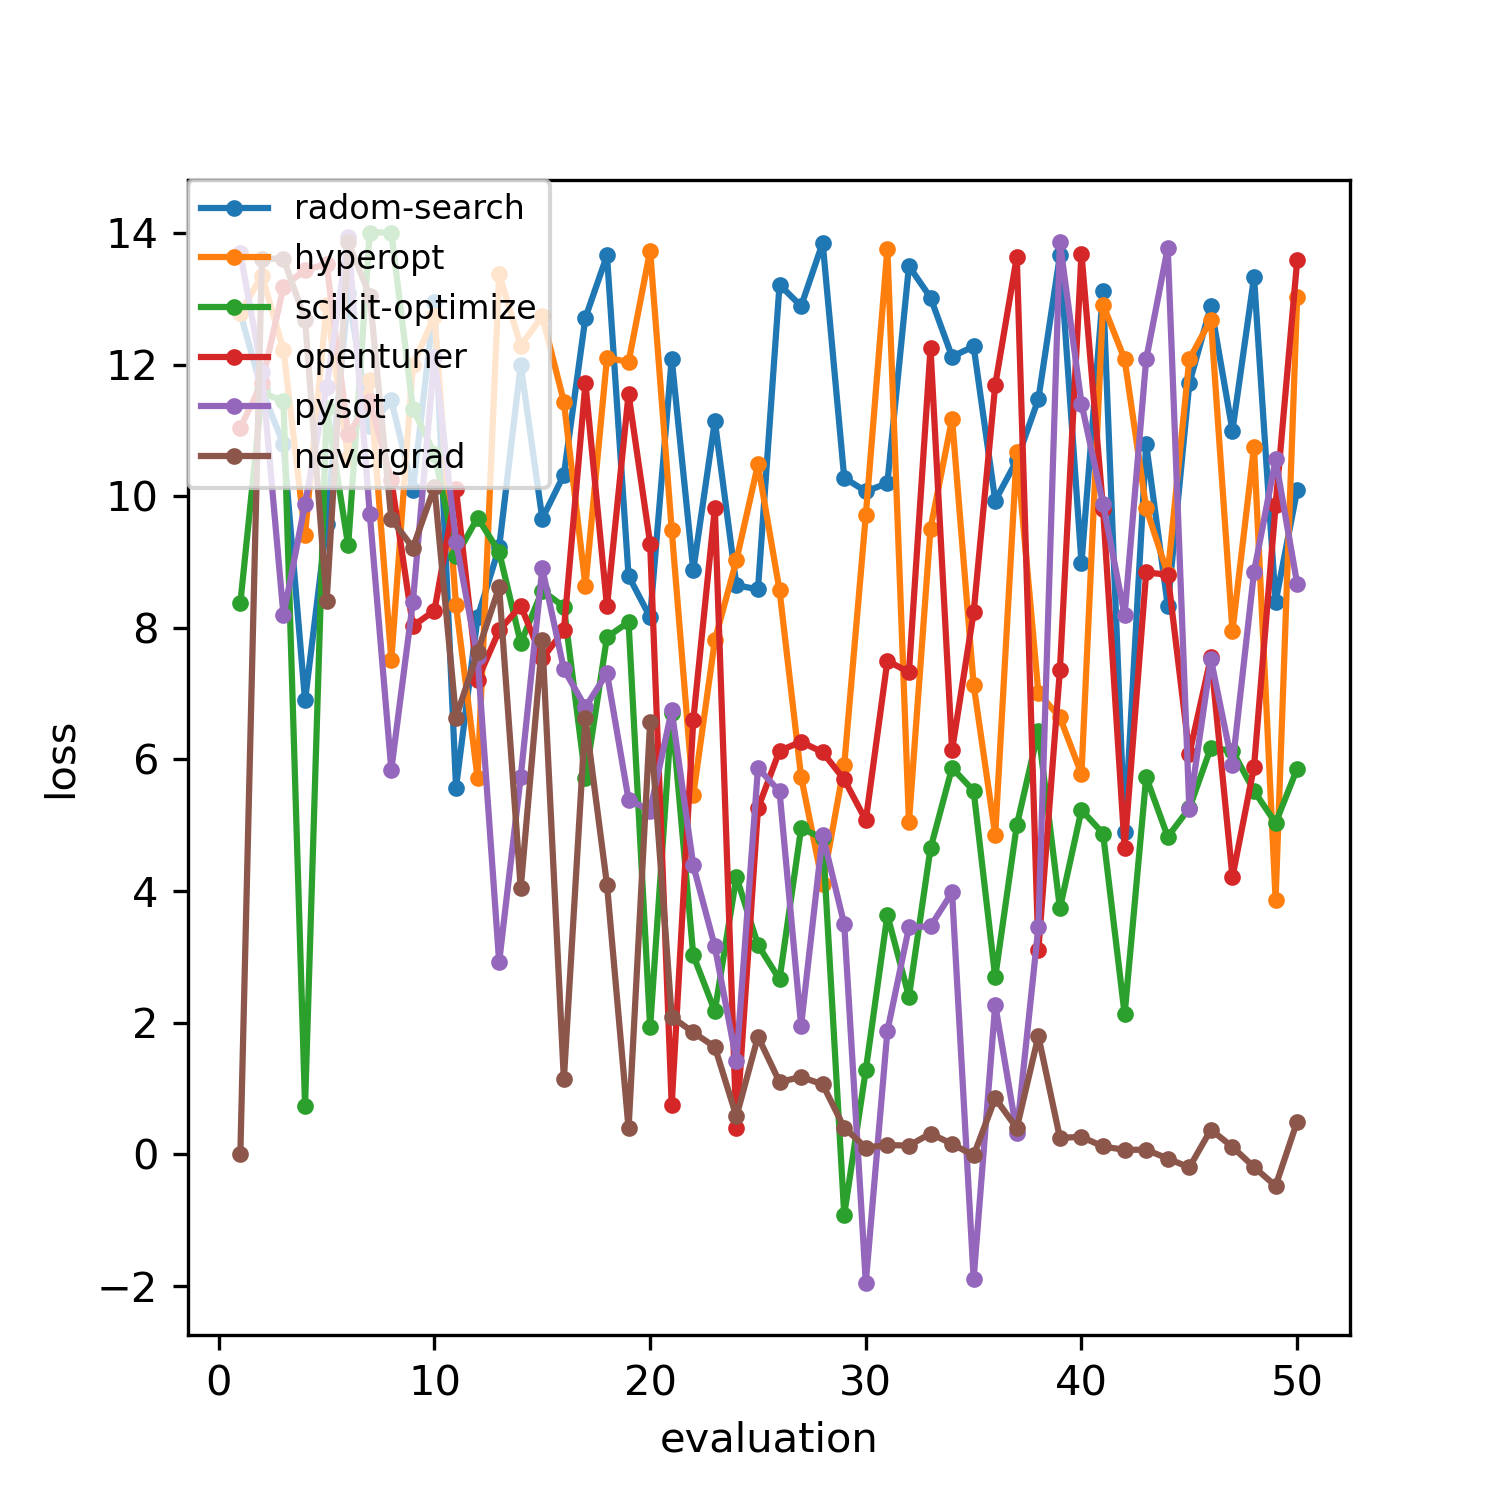 radom-search
hyperopt
scikit-optimize
opentuner
pysot
nevergrad
14
12
10
8
6
4
2
0
−2
loss
0 10 20 30 40 50
evaluation